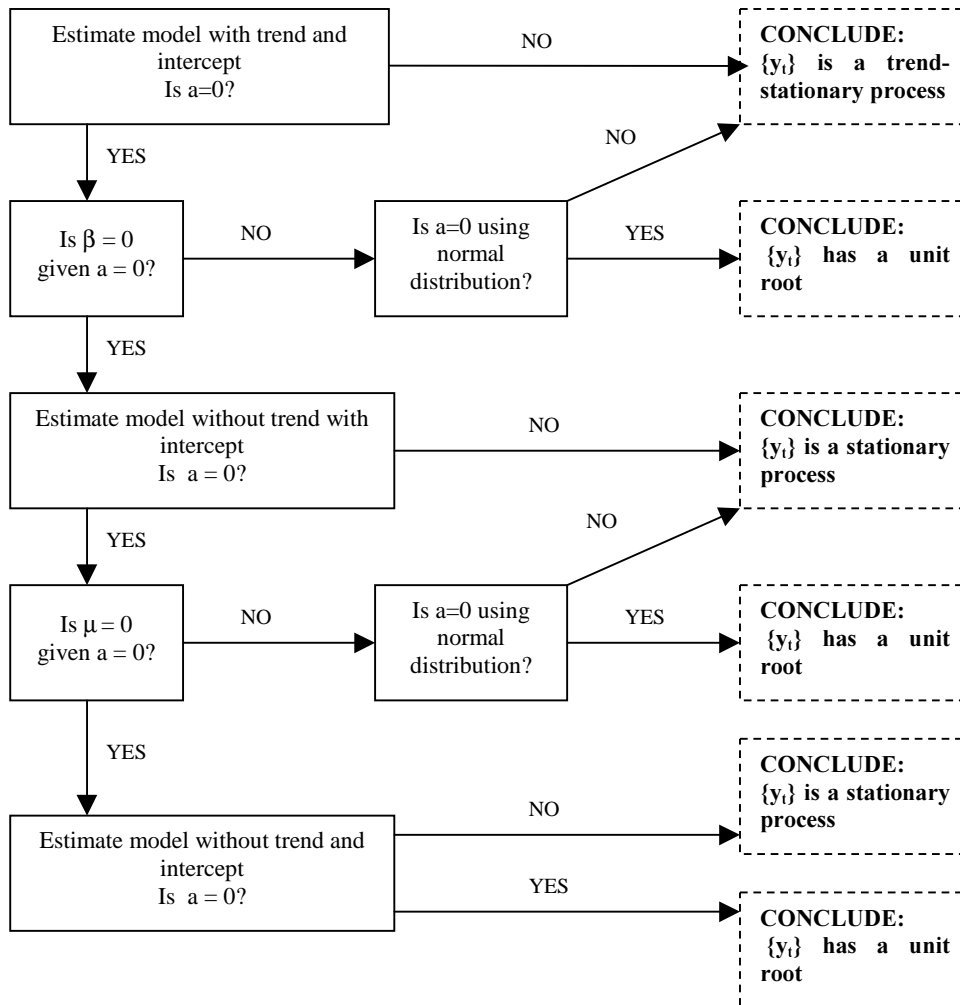 Estimate model with trend and
intercept
Is a=0?
NO
CONCLUDE:
{yₜ} is a trend-
stationary process
YES
NO
Is β = 0
given a = 0?
NO
Is a=0 using
normal
distribution?
YES
CONCLUDE:
{yₜ} has a unit
root
YES
Estimate model without trend with
intercept
Is a = 0?
NO
CONCLUDE:
{yₜ} is a stationary
process
YES
NO
Is μ = 0
given a = 0?
NO
Is a=0 using
normal
distribution?
YES
CONCLUDE:
{yₜ} has a unit
root
YES
Estimate model without trend and
intercept
Is a = 0?
NO
CONCLUDE:
{yₜ} is a stationary
process
YES
CONCLUDE:
{yₜ} has a unit
root